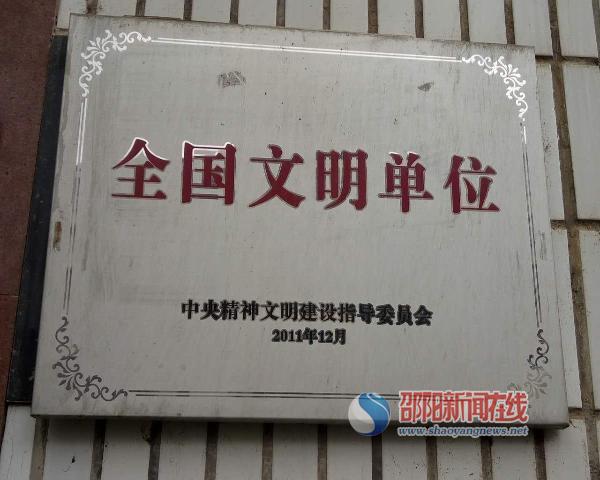 全国文明单位
中央精神文明建设指导委员会
2011年12月
邵阳新闻在线
www.shaoyangnews.net